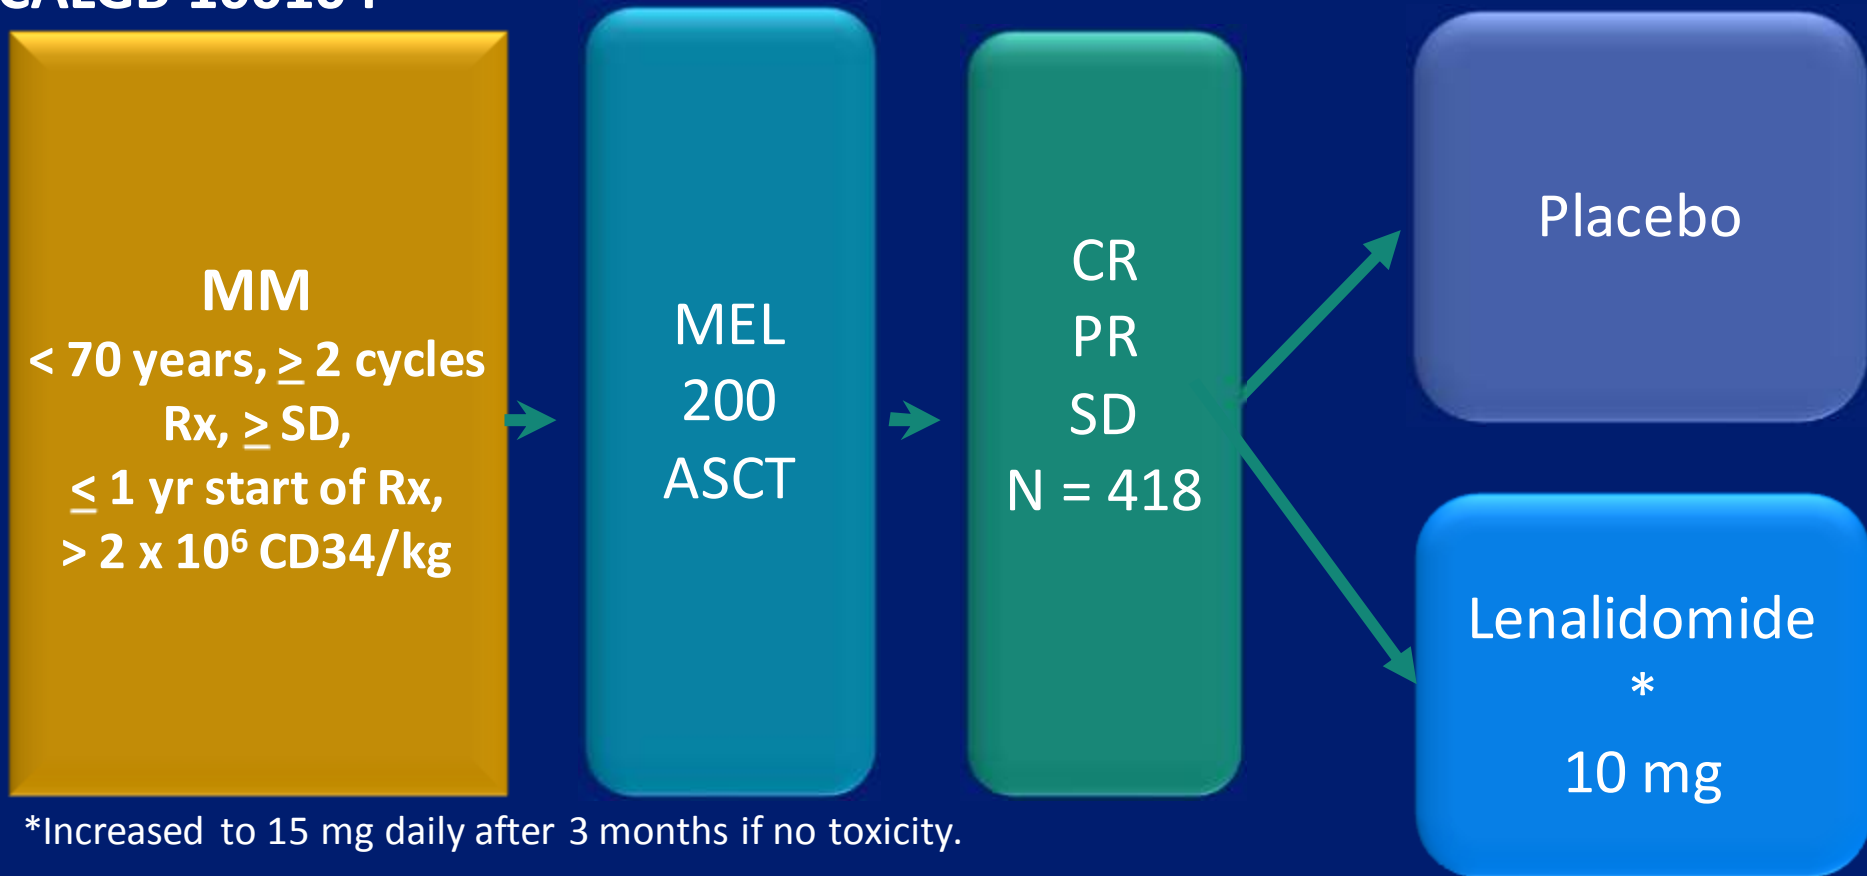 MM
< 70 years, ≥ 2 cycles
Rx, ≥ SD,
≤ 1 yr start of Rx,
> 2 x 10⁶ CD34/kg
MEL
200
ASCT
CR
PR
SD
N = 418
Placebo
Lenalidomide
*
10 mg
*Increased to 15 mg daily after 3 months if no toxicity.